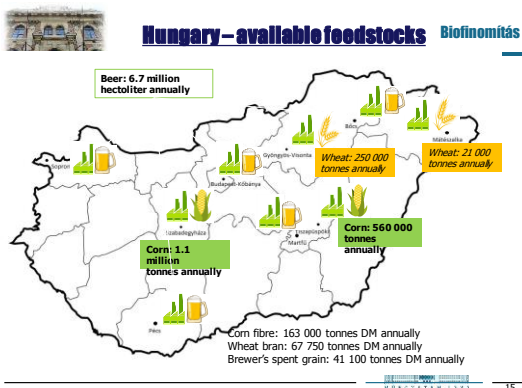 Hungary – available feedstocks
Biofinomítás
Beer: 6.7 million
hectoliter annually
Sopron
Budapest-Kőbánya
Gyöngyös-Visonta
Bőcs
Mátészalka
Wheat: 250 000
tonnes annually
Wheat: 21 000
tonnes annually
Szabadegyháza
Corn: 1.1
million
tonnes annually
Tiszapüspöki
Martfű
Corn: 560 000
tonnes
annually
Pécs
Corn fibre: 163 000 tonnes DM annually
Wheat bran: 67 750 tonnes DM annually
Brewer's spent grain: 41 100 tonnes DM annually
15